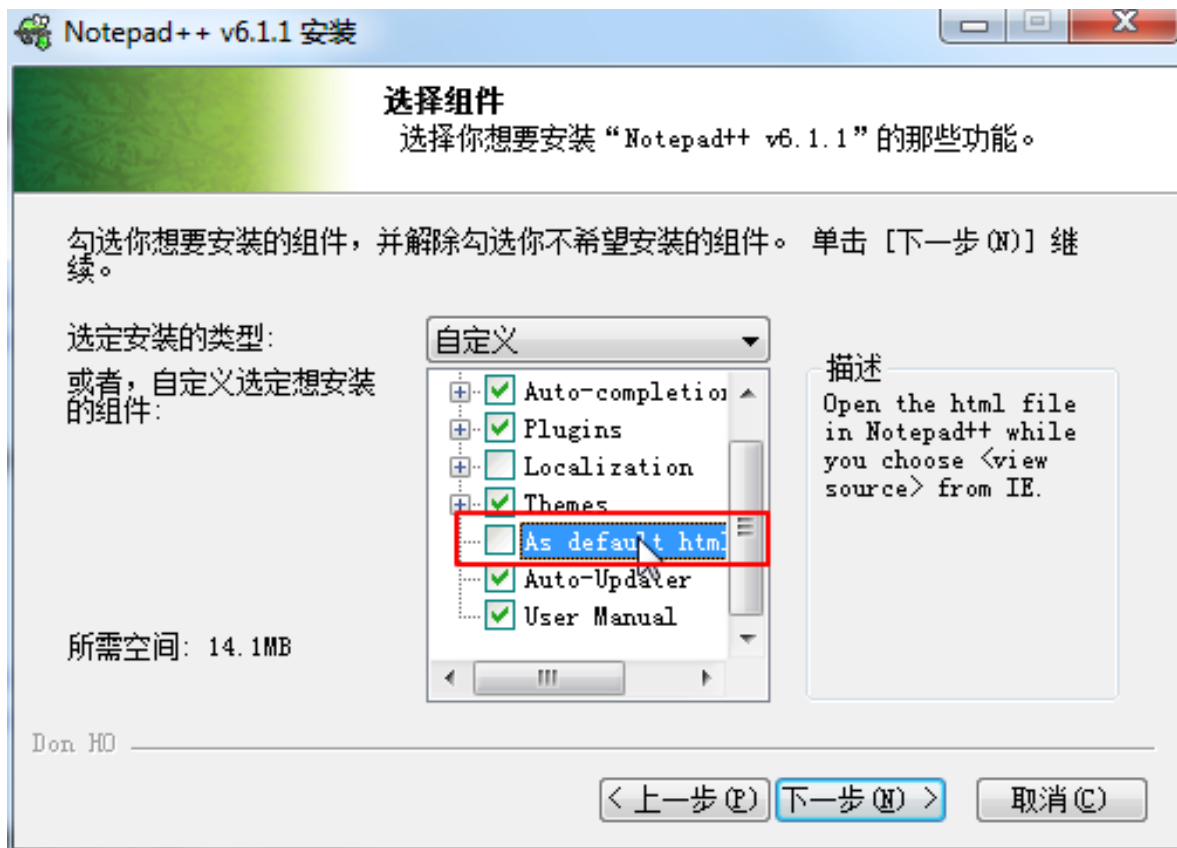 Notepad++ v6.1.1 安装
选择组件
选择你想要安装“Notepad++ v6.1.1”的那些功能。
勾选你想要安装的组件，并解除勾选你不希望安装的组件。 单击 [下一步(N)] 继
续。
选定安装的类型:
自定义
或者，自定义选定想安装
的组件:
Auto-completio
Plugins
Localization
Themes
As default html
Auto-Updater
User Manual
描述
Open the html file
in Notepad++ while
you choose <view
source> from IE.
所需空间: 14.1MB
Don HO
< 上一步(P)
下一步(N) >
取消(C)